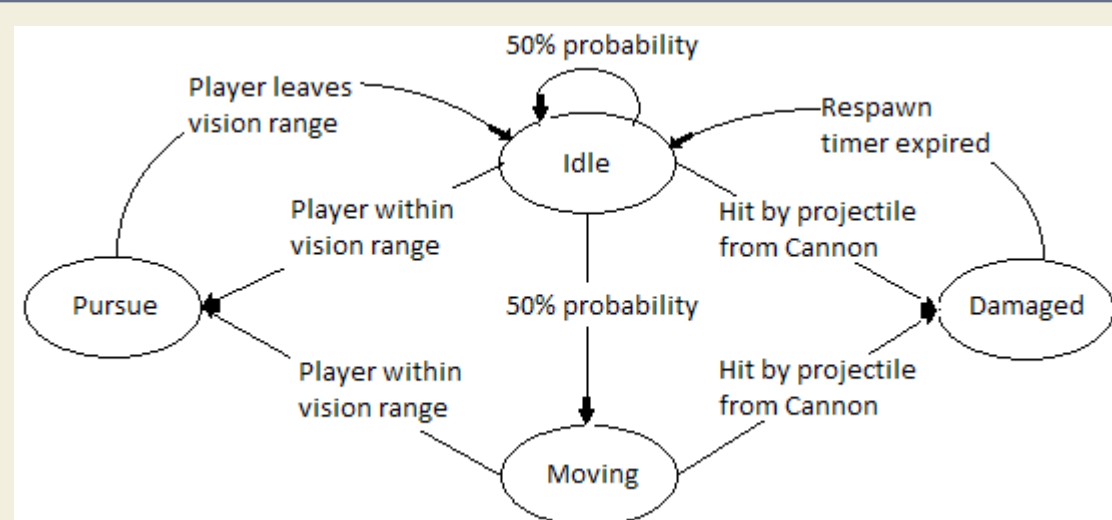 50% probability
Player leaves
vision range
Respawn
timer expired
Idle
Player within
vision range
Hit by projectile
from Cannon
Pursue
50% probability
Damaged
Player within
vision range
Hit by projectile
from Cannon
Moving